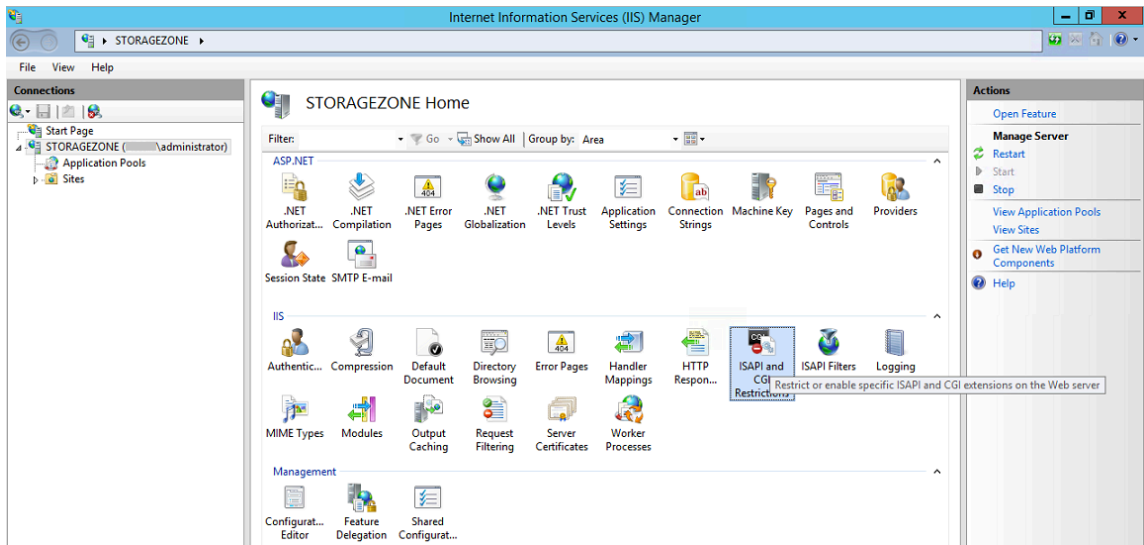 Internet Information Services (IIS) Manager
STORAGEZONE
File View Help
Connections
Start Page
STORAGEZONE ( \administrator)
Application Pools
Sites
STORAGEZONE Home
Filter: Go Show All Group by: Area
ASP.NET
.NET Authorizat...
.NET Compilation
.NET Error Pages
.NET Globalization
.NET Trust Levels
Application Settings
Connection Strings
Machine Key
Pages and Controls
Providers
Session State
SMTP E-mail
IIS
Authentic...
Compression
Default Document
Directory Browsing
Error Pages
Handler Mappings
HTTP Respon...
ISAPI and CGI Restrictions
ISAPI Filters
Logging
Restrict or enable specific ISAPI and CGI extensions on the Web server
MIME Types
Modules
Output Caching
Request Filtering
Server Certificates
Worker Processes
Management
Configurat... Editor
Feature Delegation
Shared Configurat...
Actions
Open Feature
Manage Server
Restart
Start
Stop
View Application Pools
View Sites
Get New Web Platform
Components
Help